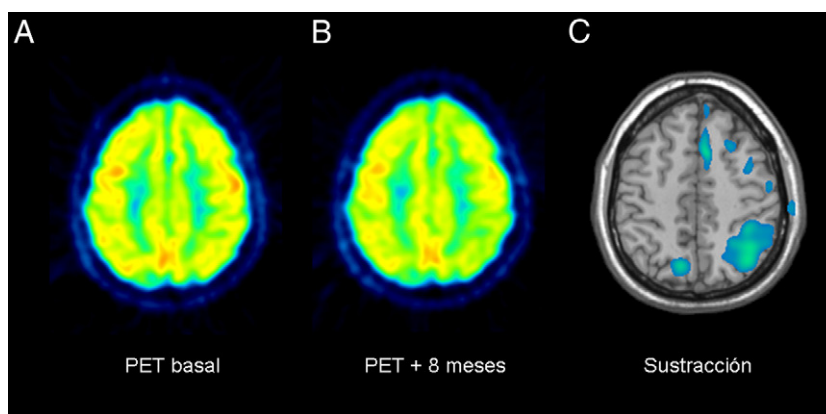 A
B
C
PET basal
PET + 8 meses
Sustracción